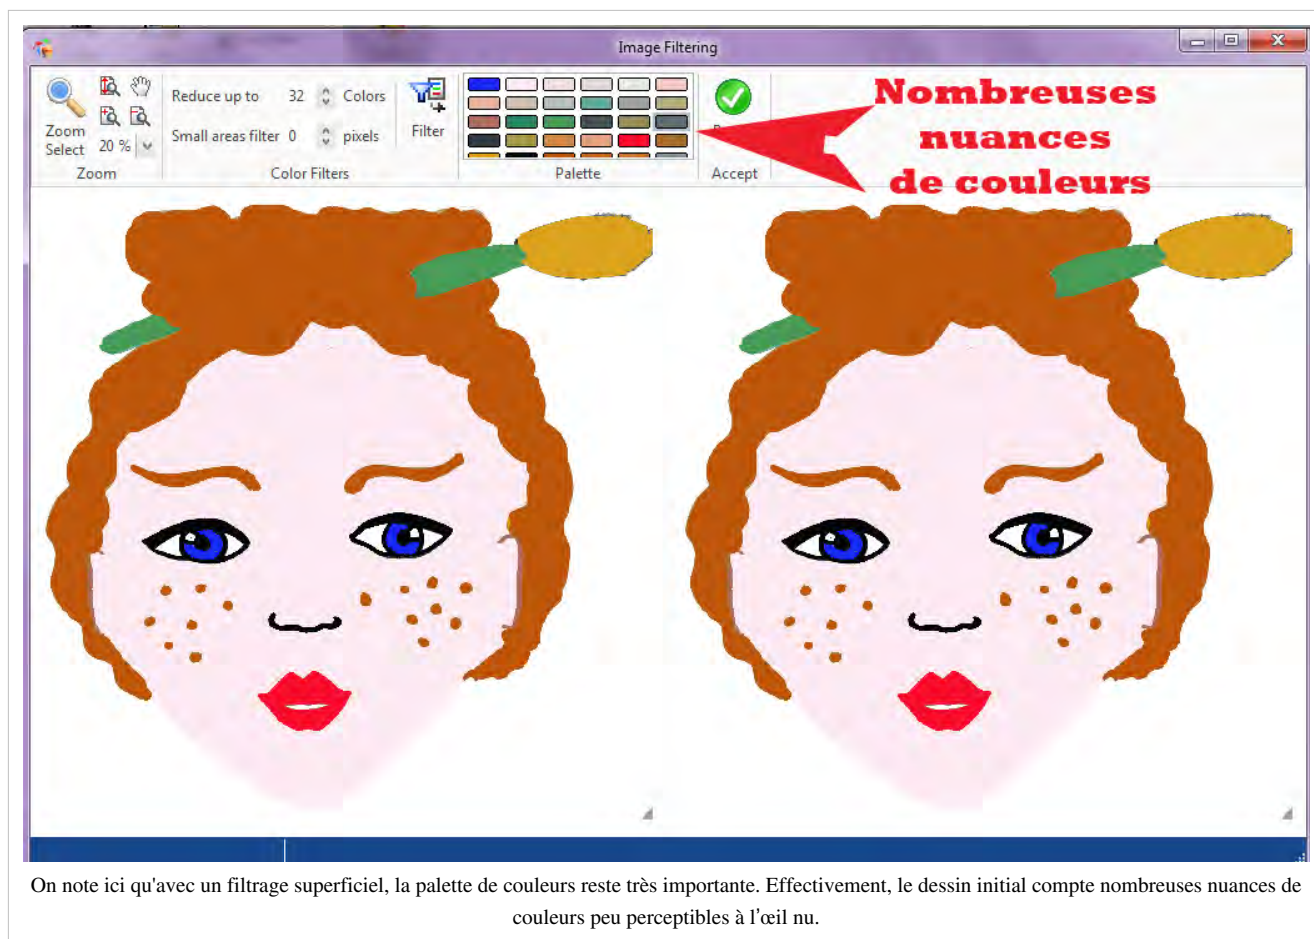 Image Filtering
Reduce up to 32 Colors
Small areas filter 0 pixels
Zoom
Select
20 %
Filter
Zoom
Color Filters
Palette
Accept
Nombreuses
nuances
de couleurs
On note ici qu'avec un filtrage superficiel, la palette de couleurs reste très importante. Effectivement, le dessin initial compte nombreuses nuances de
couleurs peu perceptibles à l'œil nu.